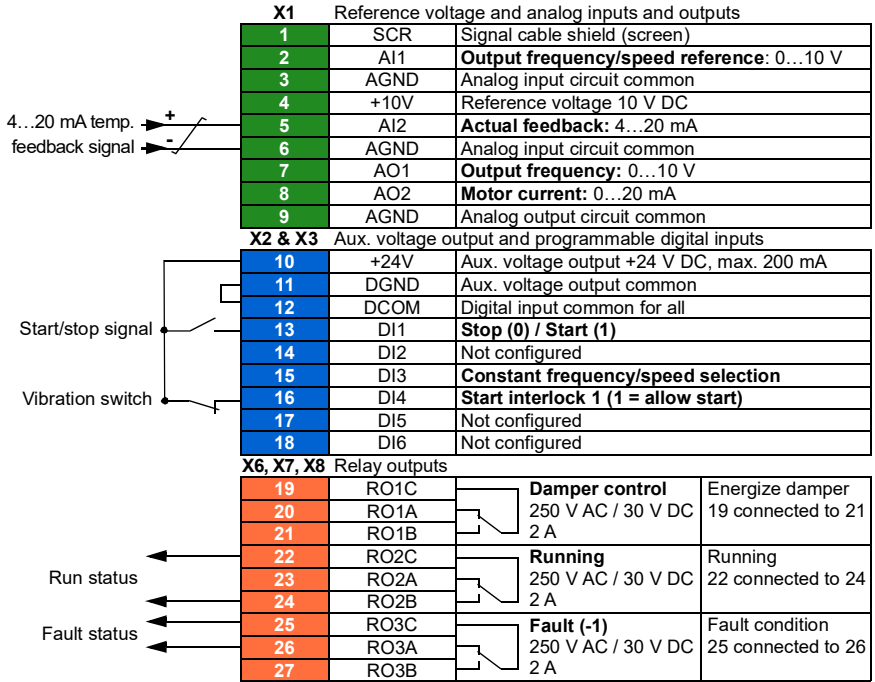 X1 Reference voltage and analog inputs and outputs
1 SCR Signal cable shield (screen)
2 AI1 Output frequency/speed reference: 0…10 V
3 AGND Analog input circuit common
4 +10V Reference voltage 10 V DC
4…20 mA temp. + 5 AI2 Actual feedback: 4…20 mA
feedback signal - 6 AGND Analog input circuit common
7 AO1 Output frequency: 0…10 V
8 AO2 Motor current: 0…20 mA
9 AGND Analog output circuit common
X2 & X3 Aux. voltage output and programmable digital inputs
10 +24V Aux. voltage output +24 V DC, max. 200 mA
11 DGND Aux. voltage output common
12 DCOM Digital input common for all
Start/stop signal 13 DI1 Stop (0) / Start (1)
14 DI2 Not configured
15 DI3 Constant frequency/speed selection
Vibration switch 16 DI4 Start interlock 1 (1 = allow start)
17 DI5 Not configured
18 DI6 Not configured
X6, X7, X8 Relay outputs
19 RO1C Damper control Energize damper
20 RO1A 250 V AC / 30 V DC 19 connected to 21
21 RO1B 2 A
22 RO2C Running Running
Run status 23 RO2A 250 V AC / 30 V DC 22 connected to 24
24 RO2B 2 A
25 RO3C Fault (-1) Fault condition
Fault status 26 RO3A 250 V AC / 30 V DC 25 connected to 26
27 RO3B 2 A